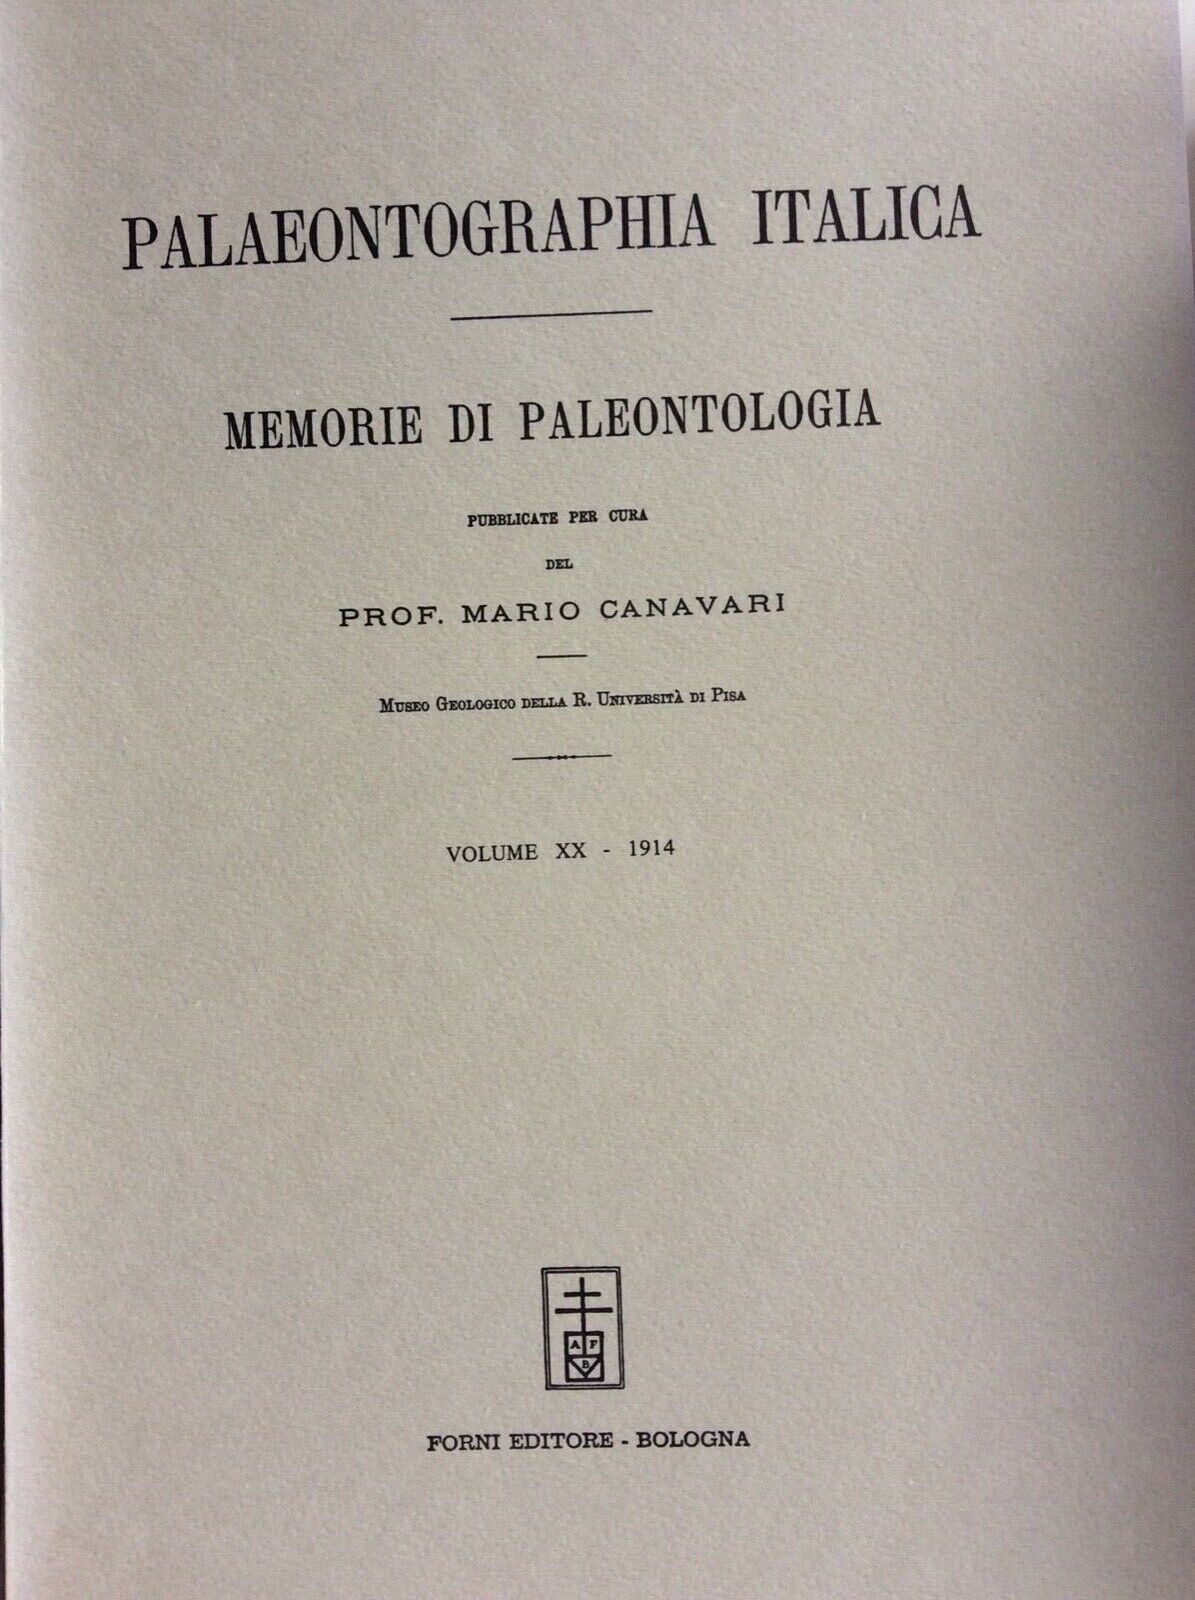 PALAEONTOGRAPHIA ITALICA
MEMORIE DI PALEONTOLOGIA
PUBBLICATE PER CURA
DEL
PROF. MARIO CANAVARI
MUSEO GEOLOGICO DELLA R. UNIVERSITÀ DI PISA
VOLUME XX - 1914
A F
B
FORNI EDITORE - BOLOGNA